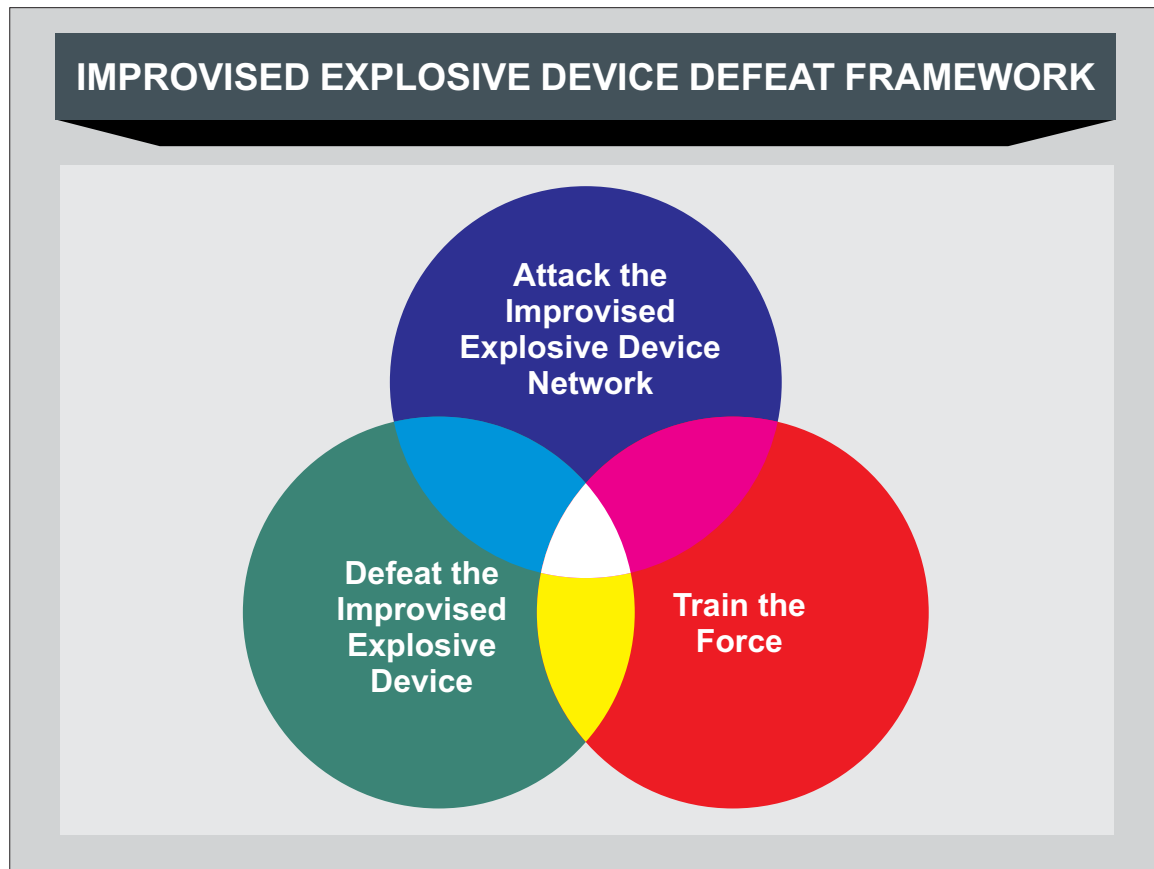 IMPROVISED EXPLOSIVE DEVICE DEFEAT FRAMEWORK
Attack the
Improvised
Explosive Device
Network
Defeat the
Improvised
Explosive
Device
Train the
Force